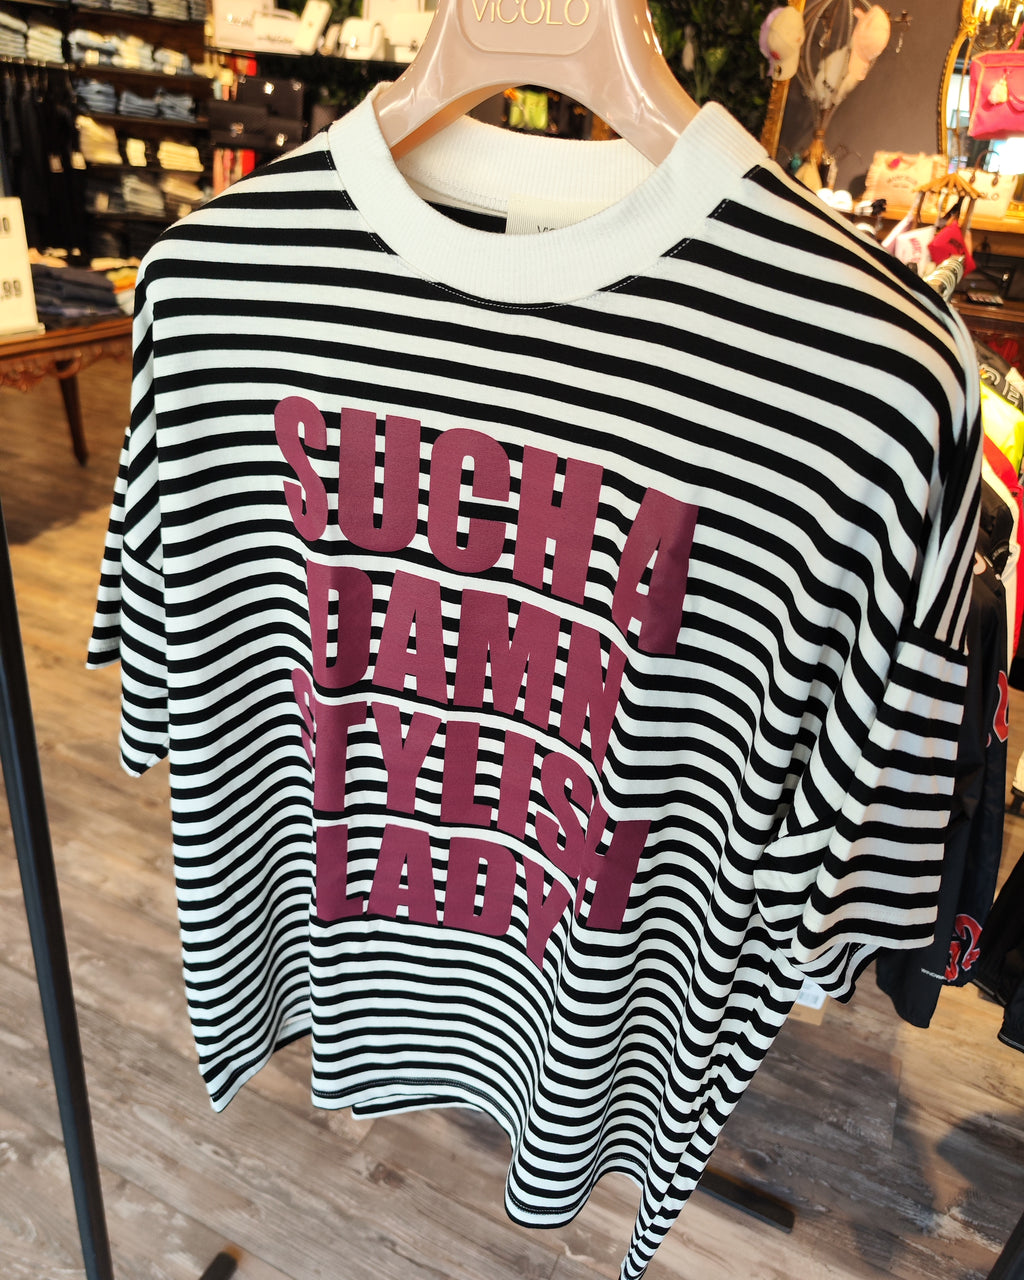 ViCOLO
SUCH A
DAMN
STYLISH
LADY